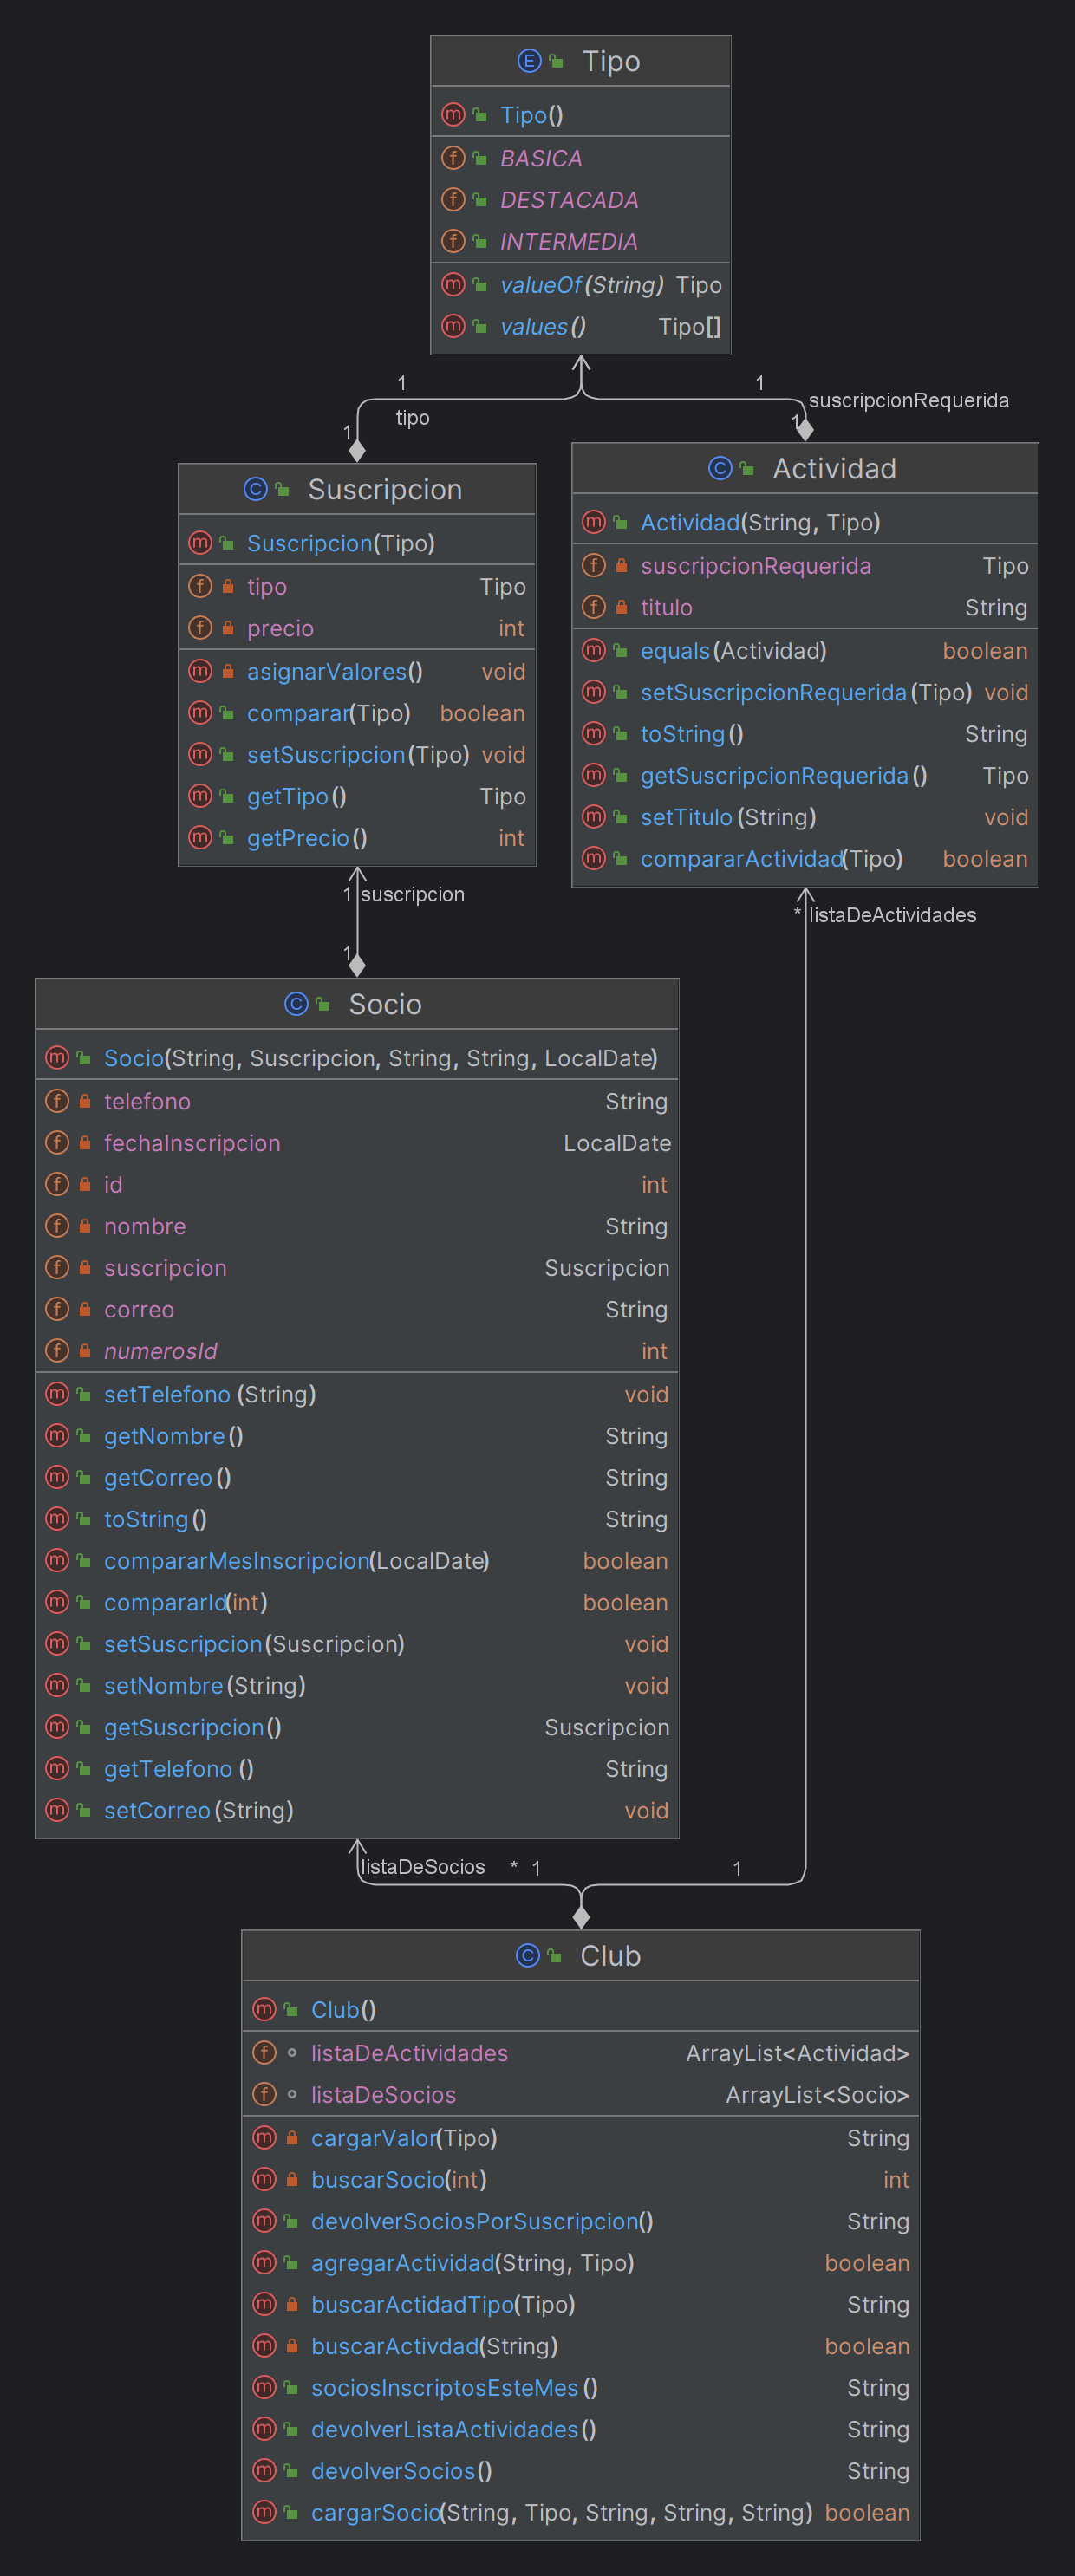 Tipo
Tipo()
BASICA
DESTACADA
INTERMEDIA
valueOf(String) Tipo
values() Tipo[]
1 1
tipo suscripcionRequerida
1 1
Suscripcion
Suscripcion(Tipo)
tipo Tipo
precio int
asignarValores() void
comparar(Tipo) boolean
setSuscripcion(Tipo) void
getTipo() Tipo
getPrecio() int
Actividad
Actividad(String, Tipo)
suscripcionRequerida Tipo
titulo String
equals(Actividad) boolean
setSuscripcionRequerida(Tipo) void
toString() String
getSuscripcionRequerida() Tipo
setTitulo(String) void
compararActividad(Tipo) boolean
1 suscripcion
* listaDeActividades
1
Socio
Socio(String, Suscripcion, String, String, LocalDate)
telefono String
fechaInscripcion LocalDate
id int
nombre String
suscripcion Suscripcion
correo String
numerosId int
setTelefono(String) void
getNombre() String
getCorreo() String
toString() String
compararMesInscripcion(LocalDate) boolean
compararId(int) boolean
setSuscripcion(Suscripcion) void
setNombre(String) void
getSuscripcion() Suscripcion
getTelefono() String
setCorreo(String) void
listaDeSocios * 1 1
Club
Club()
listaDeActividades ArrayList<Actividad>
listaDeSocios ArrayList<Socio>
cargarValor(Tipo) String
buscarSocio(int) int
devolverSociosPorSuscripcion() String
agregarActividad(String, Tipo) boolean
buscarActidadTipo(Tipo) String
buscarActivdad(String) boolean
sociosInscriptosEsteMes() String
devolverListaActividades() String
devolverSocios() String
cargarSocio(String, Tipo, String, String, String) boolean